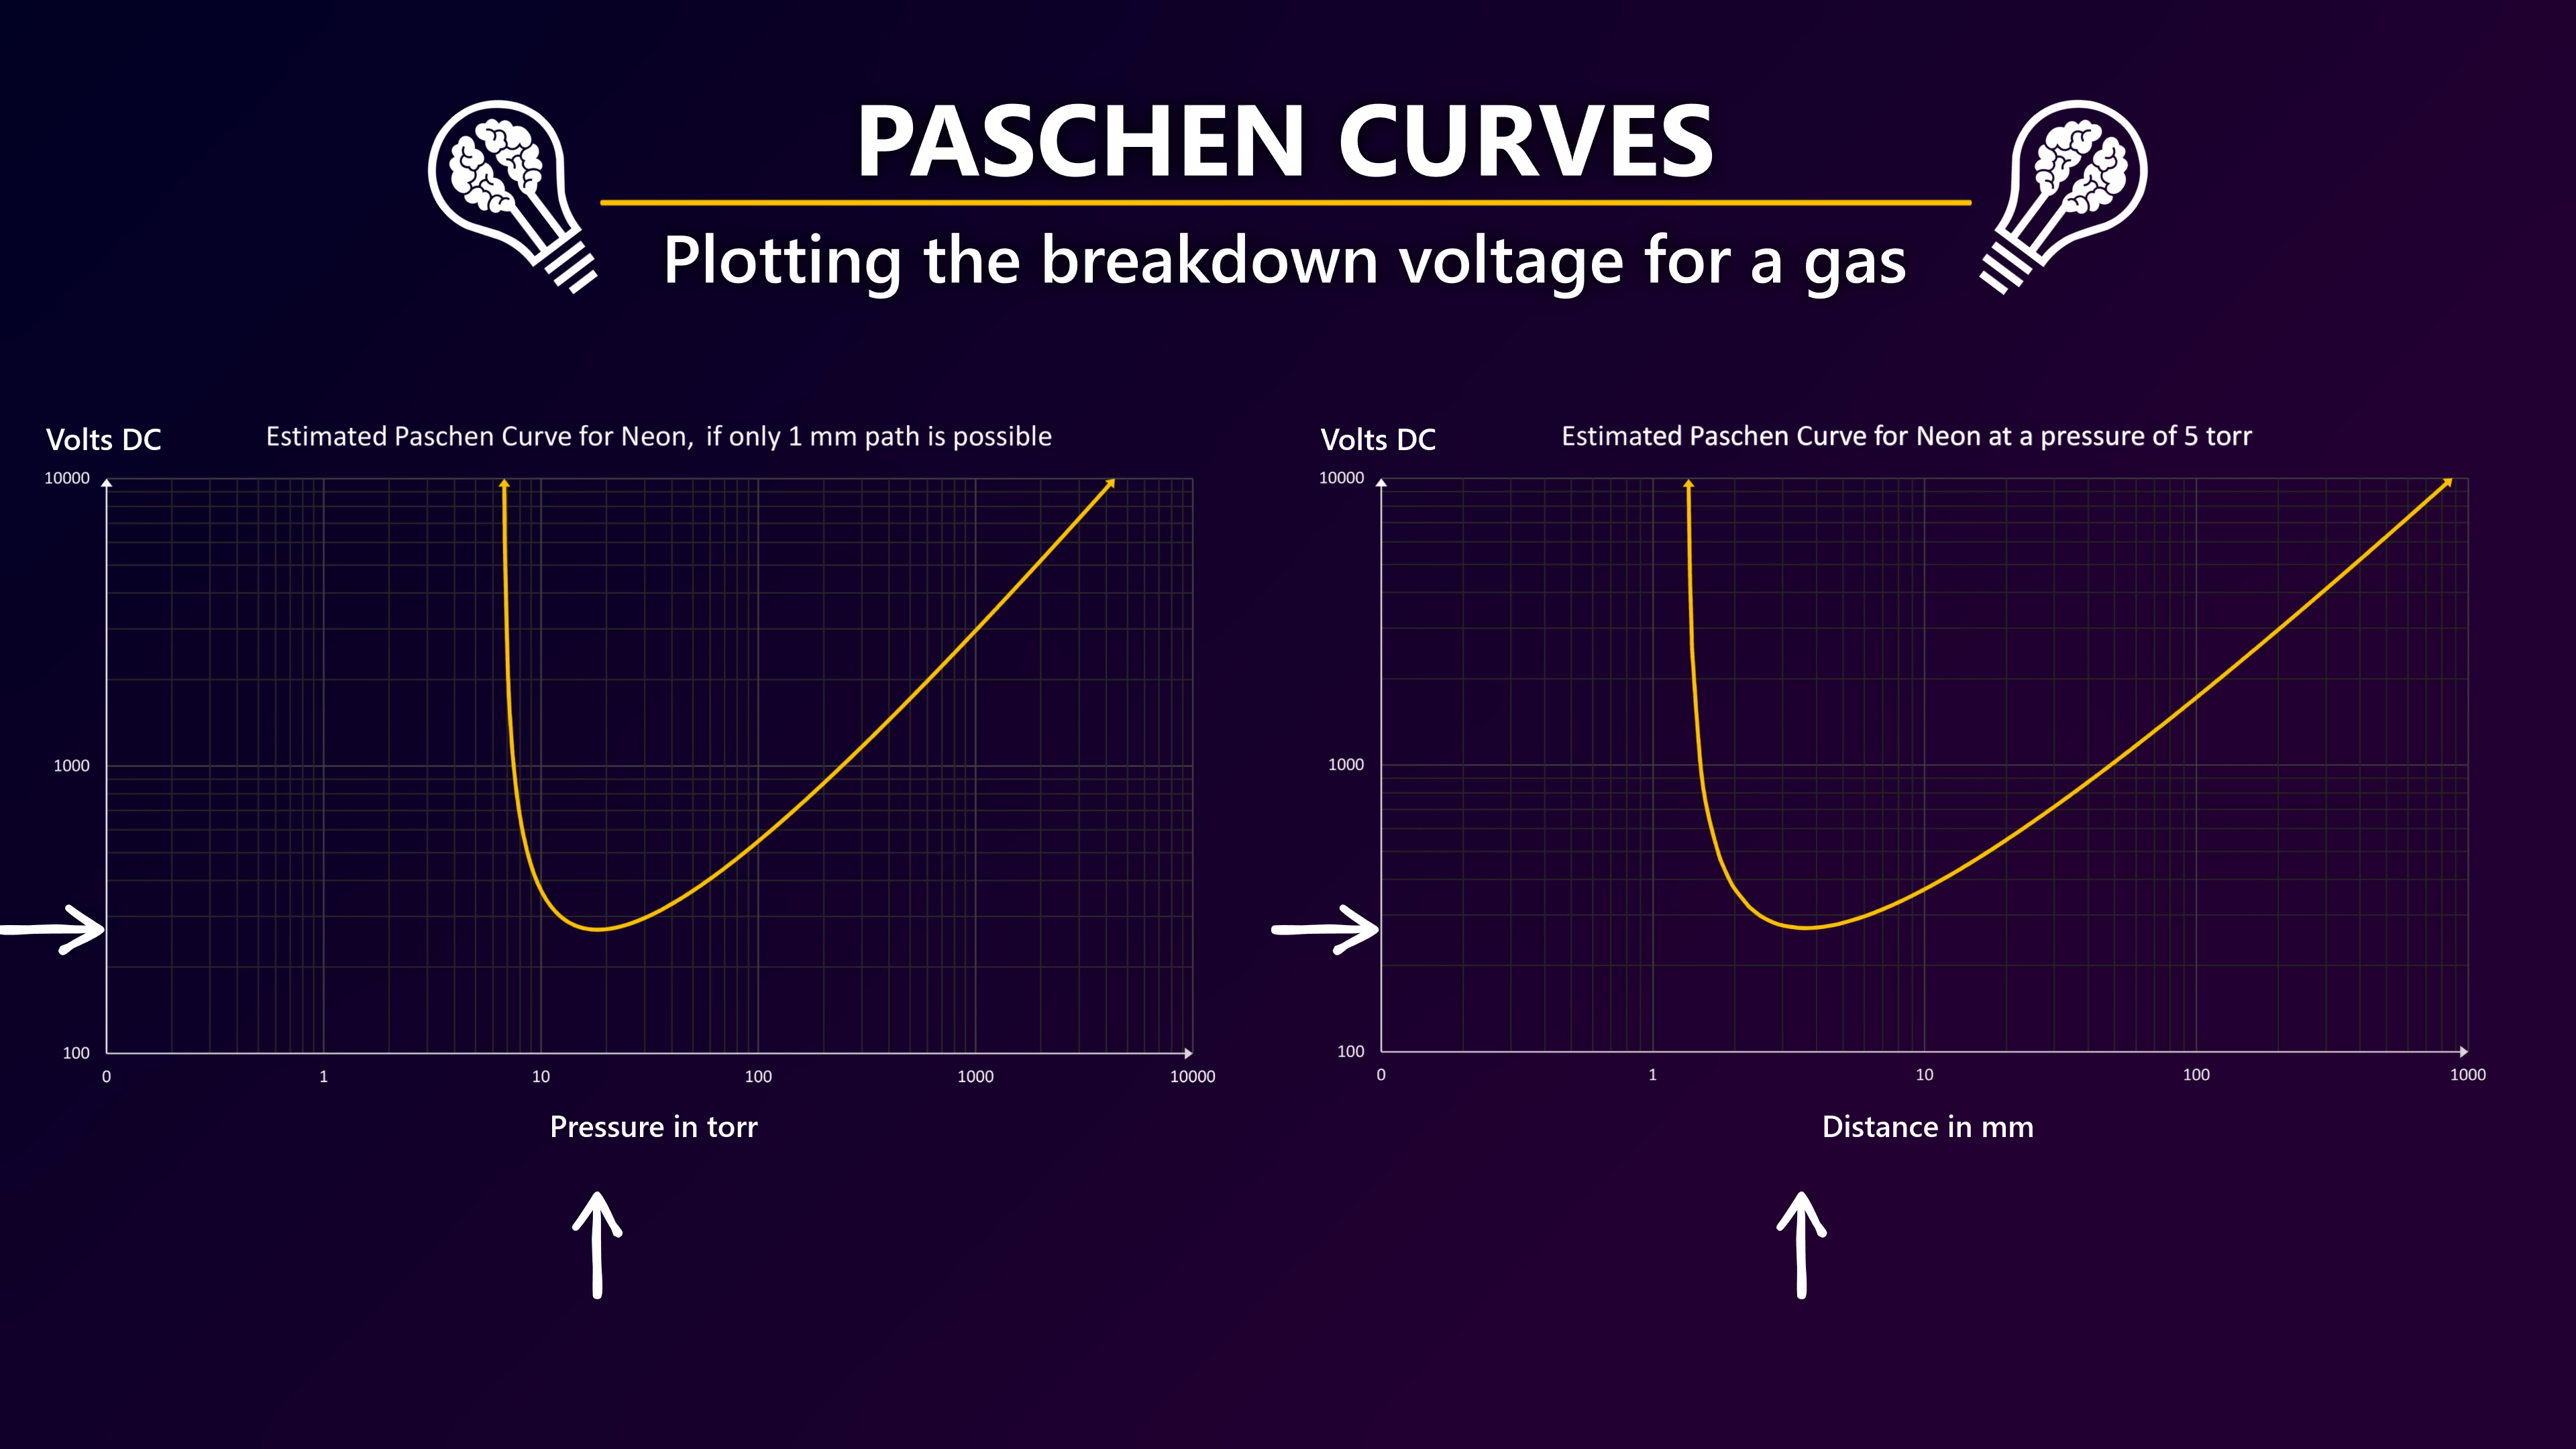 PASCHEN CURVES
Plotting the breakdown voltage for a gas
Volts DC
Estimated Paschen Curve for Neon, if only 1 mm path is possible
10000
1000
100
0 1 10 100 1000 10000
Pressure in torr
Volts DC
Estimated Paschen Curve for Neon at a pressure of 5 torr
10000
1000
100
0 1 10 100 1000
Distance in mm